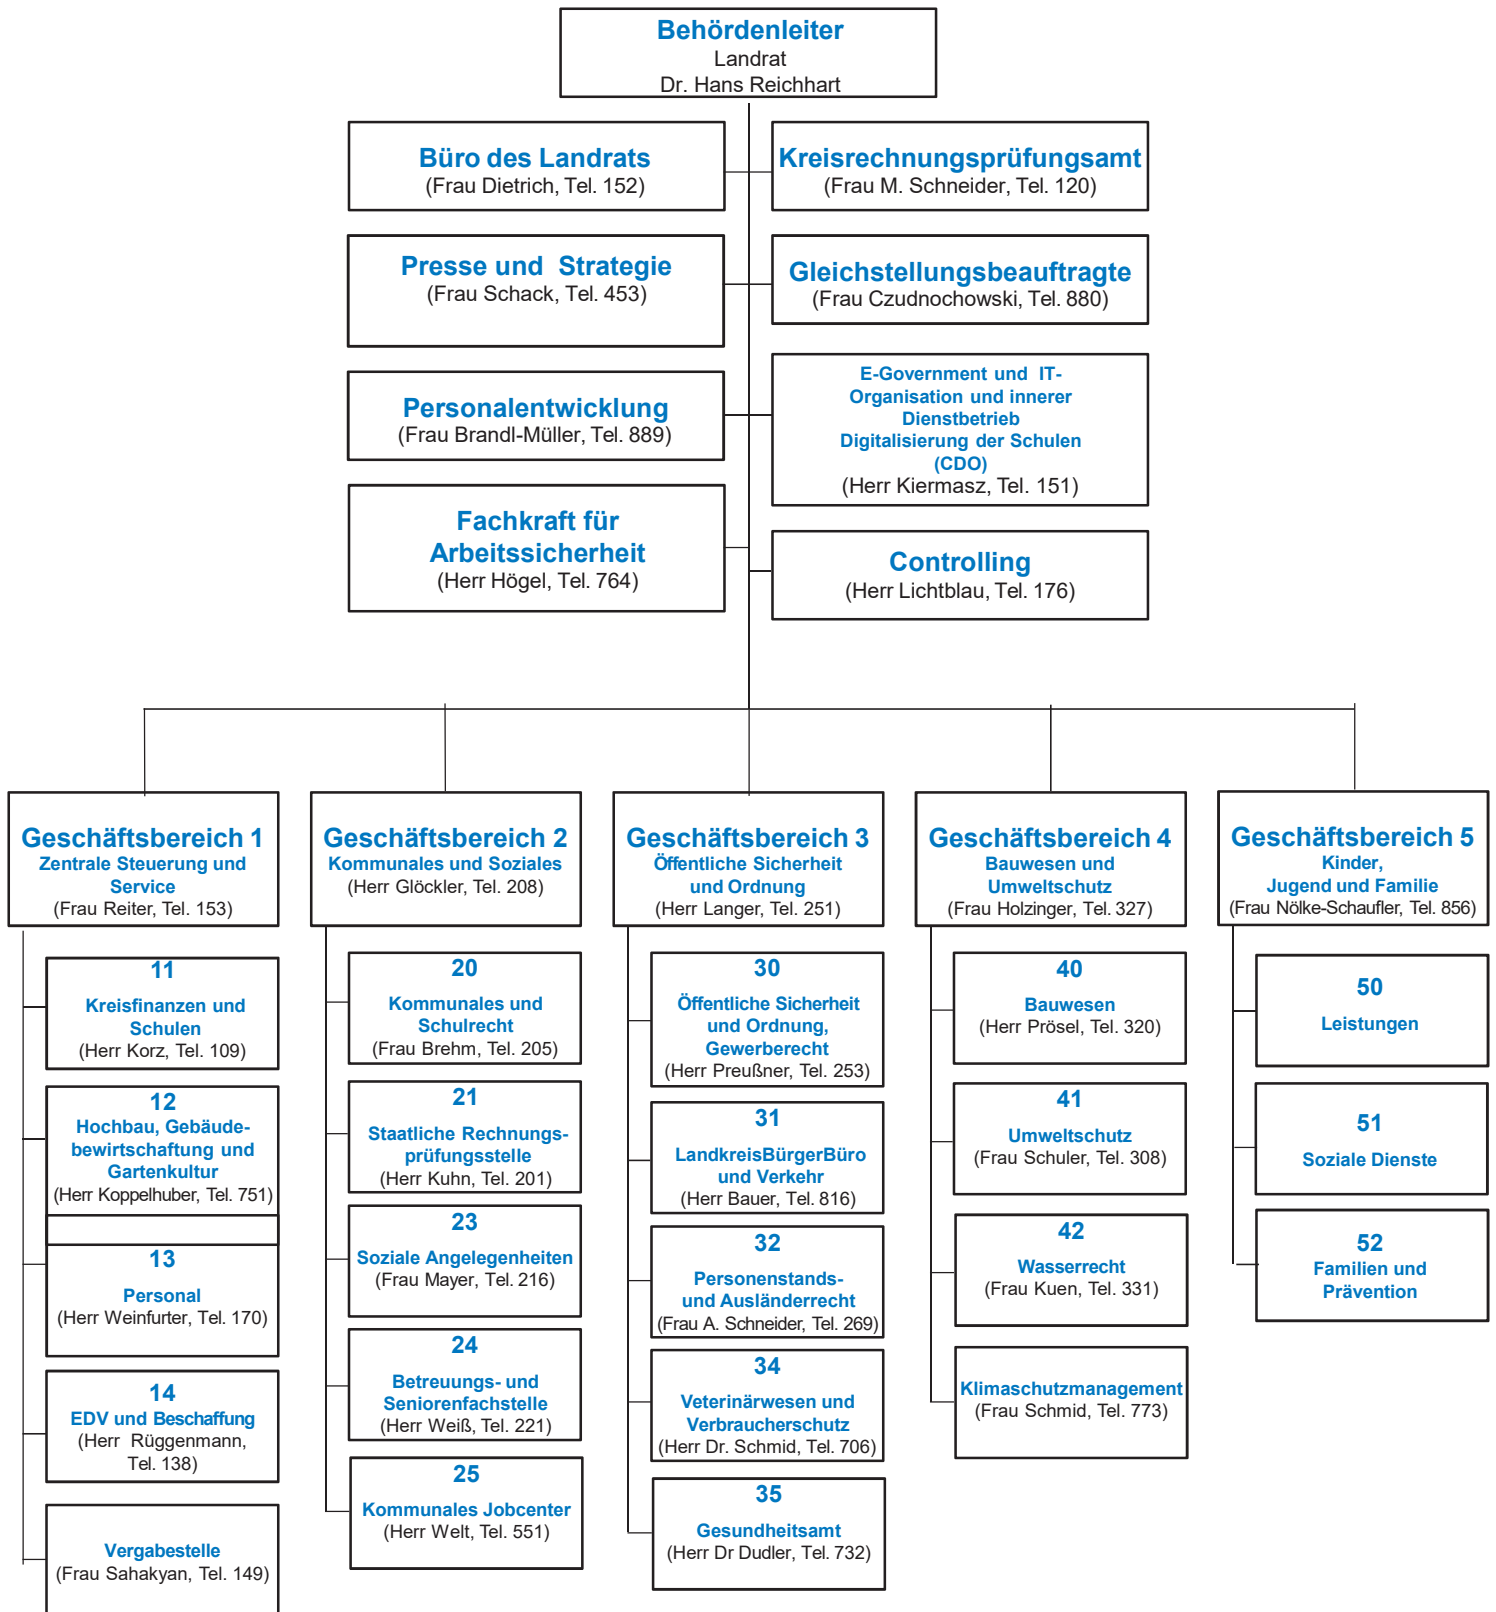 Behördenleiter
Landrat
Dr. Hans Reichhart
Büro des Landrats
(Frau Dietrich, Tel. 152)
Kreisrechnungsprüfungsamt
(Frau M. Schneider, Tel. 120)
Presse und Strategie
(Frau Schack, Tel. 453)
Gleichstellungsbeauftragte
(Frau Czudnochowski, Tel. 880)
Personalentwicklung
(Frau Brandl-Müller, Tel. 889)
E-Government und IT-
Organisation und innerer
Dienstbetrieb
Digitalisierung der Schulen
(CDO)
(Herr Kiermasz, Tel. 151)
Fachkraft für
Arbeitssicherheit
(Herr Högel, Tel. 764)
Controlling
(Herr Lichtblau, Tel. 176)
Geschäftsbereich 1
Zentrale Steuerung und
Service
(Frau Reiter, Tel. 153)
11
Kreisfinanzen und
Schulen
(Herr Korz, Tel. 109)
12
Hochbau, Gebäude-
bewirtschaftung und
Gartenkultur
(Herr Koppelhuber, Tel. 751)
13
Personal
(Herr Weinfurter, Tel. 170)
14
EDV und Beschaffung
(Herr Rüggenmann,
Tel. 138)
Vergabestelle
(Frau Sahakyan, Tel. 149)
Geschäftsbereich 2
Kommunales und Soziales
(Herr Glöckler, Tel. 208)
20
Kommunales und
Schulrecht
(Frau Brehm, Tel. 205)
21
Staatliche Rechnungs-
prüfungsstelle
(Herr Kuhn, Tel. 201)
23
Soziale Angelegenheiten
(Frau Mayer, Tel. 216)
24
Betreuungs- und
Seniorenfachstelle
(Herr Weiß, Tel. 221)
25
Kommunales Jobcenter
(Herr Welt, Tel. 551)
Geschäftsbereich 3
Öffentliche Sicherheit
und Ordnung
(Herr Langer, Tel. 251)
30
Öffentliche Sicherheit
und Ordnung,
Gewerberecht
(Herr Preußner, Tel. 253)
31
LandkreisBürgerBüro
und Verkehr
(Herr Bauer, Tel. 816)
32
Personenstands-
und Ausländerrecht
(Frau A. Schneider, Tel. 269)
34
Veterinärwesen und
Verbraucherschutz
(Herr Dr. Schmid, Tel. 706)
35
Gesundheitsamt
(Herr Dr Dudler, Tel. 732)
Geschäftsbereich 4
Bauwesen und
Umweltschutz
(Frau Holzinger, Tel. 327)
40
Bauwesen
(Herr Prösel, Tel. 320)
41
Umweltschutz
(Frau Schuler, Tel. 308)
42
Wasserrecht
(Frau Kuen, Tel. 331)
Klimaschutzmanagement
(Frau Schmid, Tel. 773)
Geschäftsbereich 5
Kinder,
Jugend und Familie
(Frau Nölke-Schaufler, Tel. 856)
50
Leistungen
51
Soziale Dienste
52
Familien und
Prävention